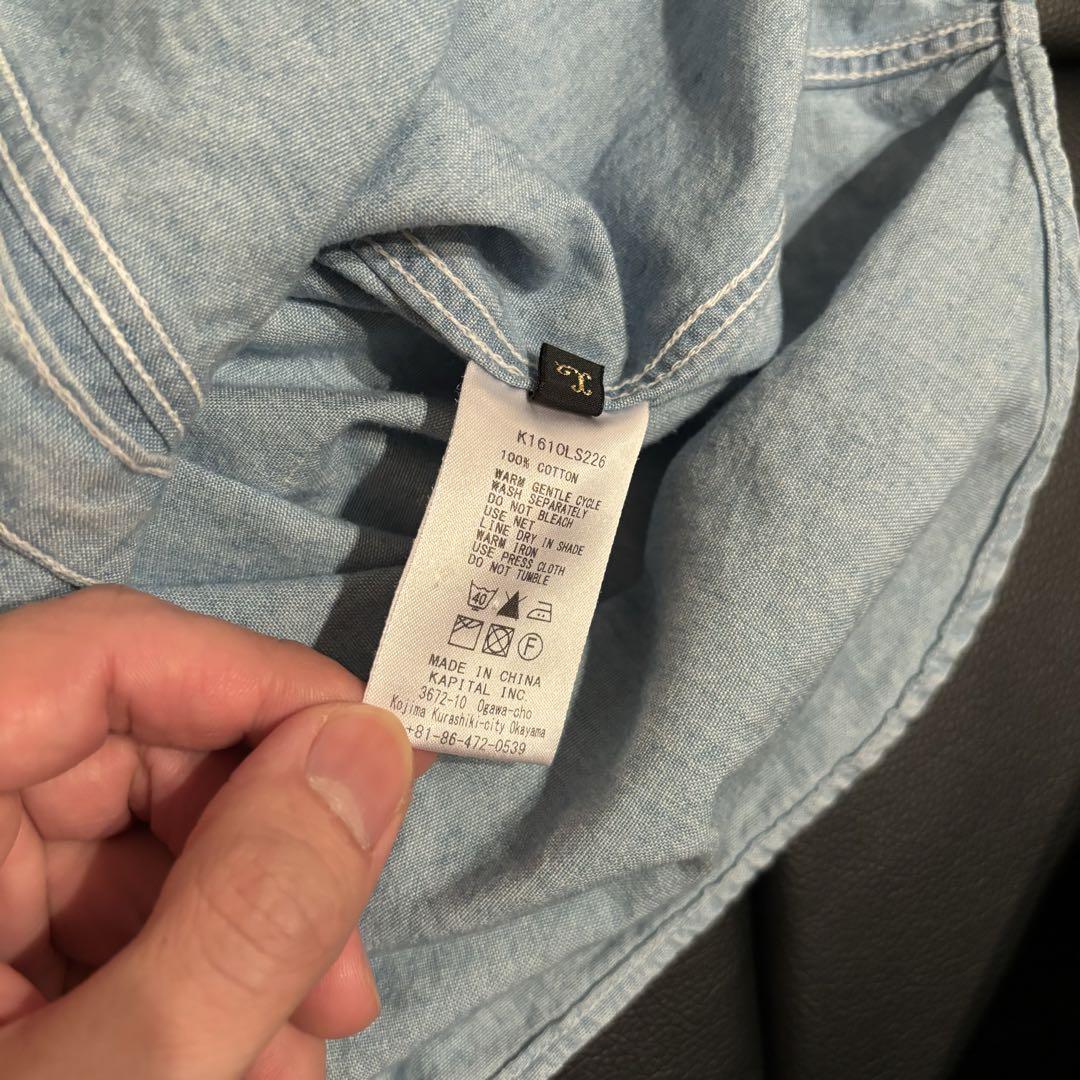 K1610LS226
100% COTTON
WARM GENTLE CYCLE
WASH SEPARATELY
DO NOT BLEACH
USE NET
LINE DRY IN SHADE
WARM IRON
USE PRESS CLOTH
DO NOT TUMBLE
40
F
MADE IN CHINA
KAPITAL INC
3672-10 Ogawa-cho
Kojima Kurashiki-city Okayama
+81-86-472-0539